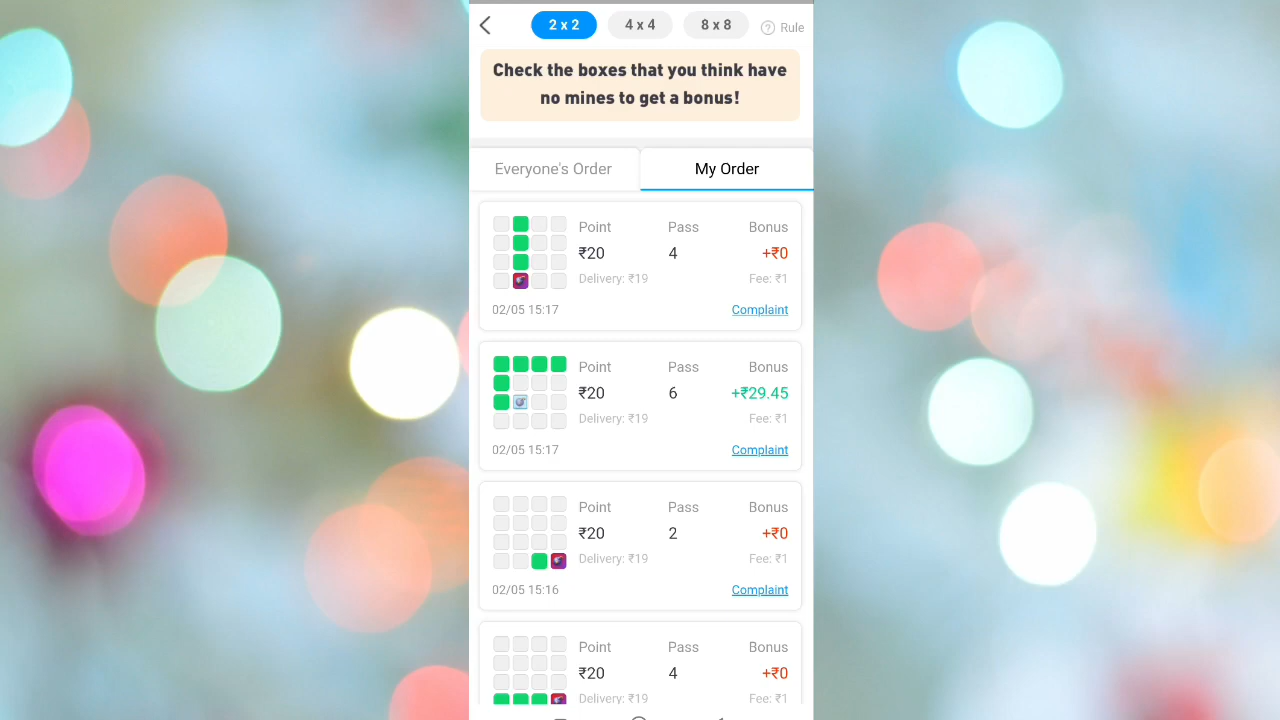 2 x 2 4 x 4 8 x 8 ? Rule
Check the boxes that you think have
no mines to get a bonus!
Everyone's Order My Order
Point Pass Bonus
₹20 4 +₹0
Delivery: ₹19 Fee: ₹1
02/05 15:17 Complaint
Point Pass Bonus
₹20 6 +₹29.45
Delivery: ₹19 Fee: ₹1
02/05 15:17 Complaint
Point Pass Bonus
₹20 2 +₹0
Delivery: ₹19 Fee: ₹1
02/05 15:16 Complaint
Point Pass Bonus
₹20 4 +₹0
Delivery: ₹19 Fee: ₹1